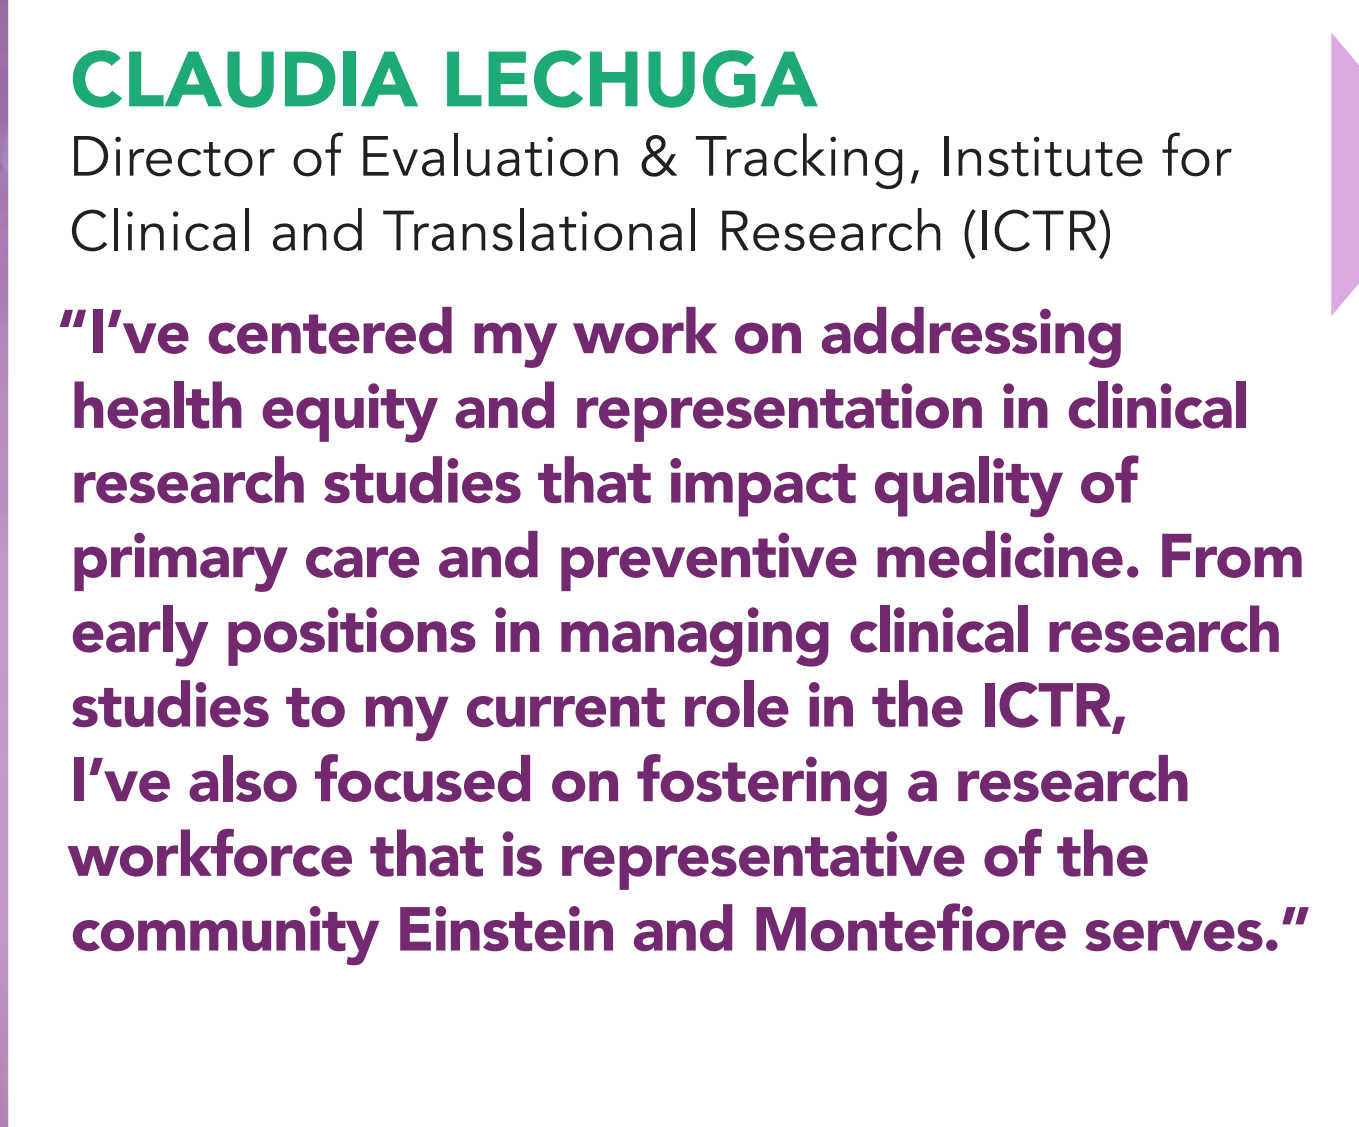 CLAUDIA LECHUGA
Director of Evaluation & Tracking, Institute for
Clinical and Translational Research (ICTR)
“I’ve centered my work on addressing
health equity and representation in clinical
research studies that impact quality of
primary care and preventive medicine. From
early positions in managing clinical research
studies to my current role in the ICTR,
I’ve also focused on fostering a research
workforce that is representative of the
community Einstein and Montefiore serves.”